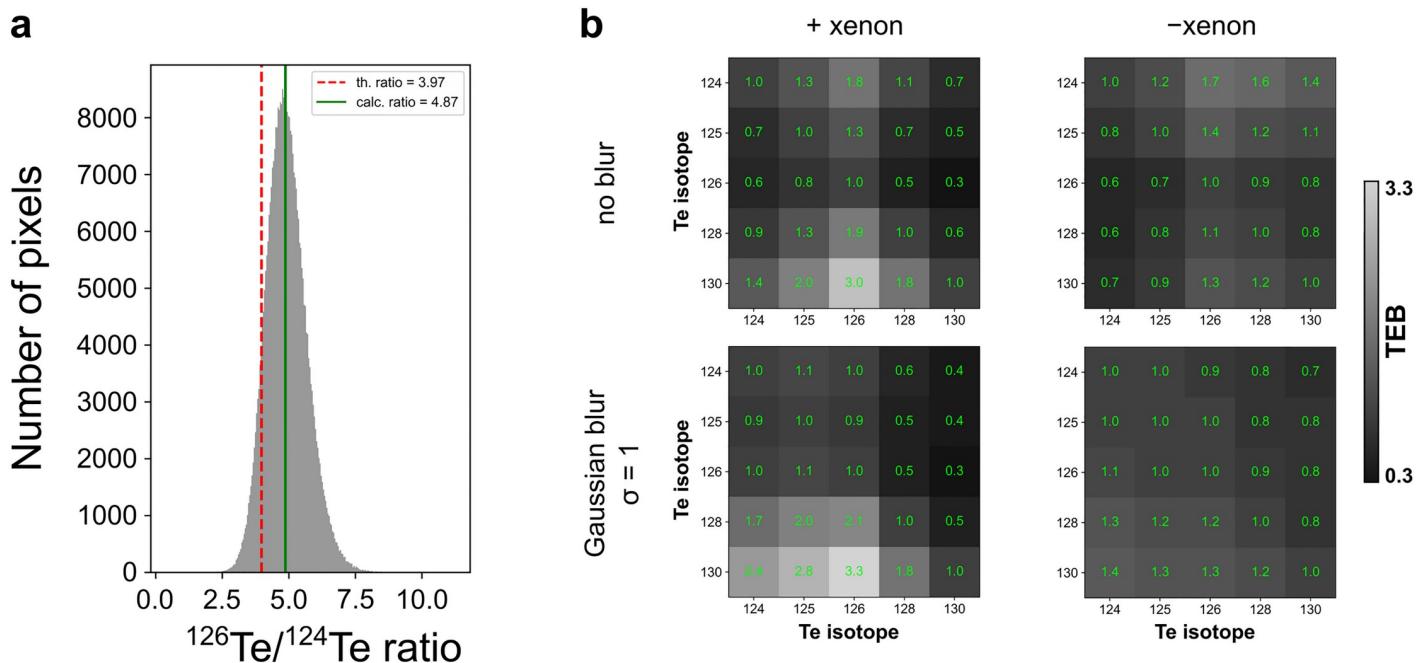 a
Number of pixels
8000
7000
6000
5000
4000
3000
2000
1000
0
0.0 2.5 5.0 7.5 10.0
¹²⁶Te/¹²⁴Te ratio
th. ratio = 3.97
calc. ratio = 4.87
b
+ xenon
−xenon
no blur
Te isotope
124 1.0 1.3 1.8 1.1 0.7
125 0.7 1.0 1.3 0.7 0.5
126 0.6 0.8 1.0 0.5 0.3
128 0.9 1.3 1.9 1.0 0.6
130 1.4 2.0 3.0 1.8 1.0
124 125 126 128 130
124 1.0 1.2 1.7 1.6 1.4
125 0.8 1.0 1.4 1.2 1.1
126 0.6 0.7 1.0 0.9 0.8
128 0.6 0.8 1.1 1.0 0.8
130 0.7 0.9 1.3 1.2 1.0
124 125 126 128 130
Gaussian blur
σ = 1
Te isotope
124 1.0 1.1 1.0 0.6 0.4
125 0.9 1.0 0.9 0.5 0.4
126 1.0 1.1 1.0 0.5 0.3
128 1.7 2.0 2.1 1.0 0.5
130 2.8 3.3 1.8 1.0
124 125 126 128 130
Te isotope
124 1.0 1.0 0.9 0.8 0.7
125 1.0 1.0 1.0 0.8 0.8
126 1.1 1.0 1.0 0.9 0.8
128 1.3 1.2 1.2 1.0 0.8
130 1.4 1.3 1.3 1.2 1.0
124 125 126 128 130
Te isotope
3.3
TEB
0.3